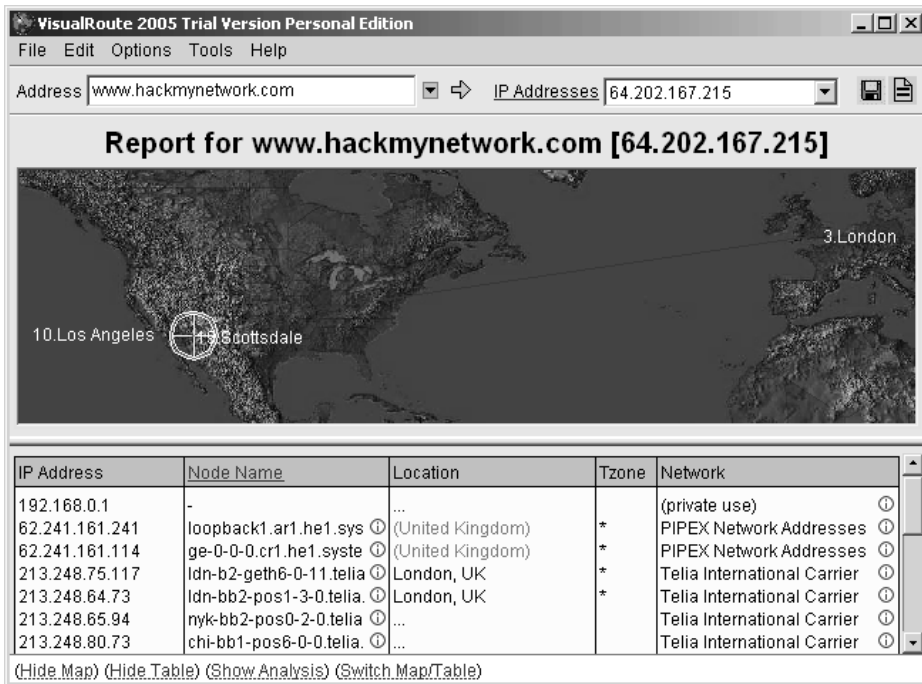 VisualRoute 2005 Trial Version Personal Edition
File Edit Options Tools Help
Address www.hackmynetwork.com IP Addresses 64.202.167.215
Report for www.hackmynetwork.com [64.202.167.215]
3.London
10.Los Angeles Scottsdale
IP Address Node Name Location Tzone Network
192.168.0.1 - ... (private use)
62.241.161.241 loopback1.ar1.he1.sys (United Kingdom) * PIPEX Network Addresses
62.241.161.114 ge-0-0-0.cr1.he1.syste (United Kingdom) * PIPEX Network Addresses
213.248.75.117 ldn-b2-geth6-0-11.telia London, UK * Telia International Carrier
213.248.64.73 ldn-bb2-pos1-3-0.telia. London, UK * Telia International Carrier
213.248.65.94 nyk-bb2-pos0-2-0.telia. ... Telia International Carrier
213.248.80.73 chi-bb1-pos6-0-0.telia. ... Telia International Carrier
(Hide Map) (Hide Table) (Show Analysis) (Switch Map/Table)